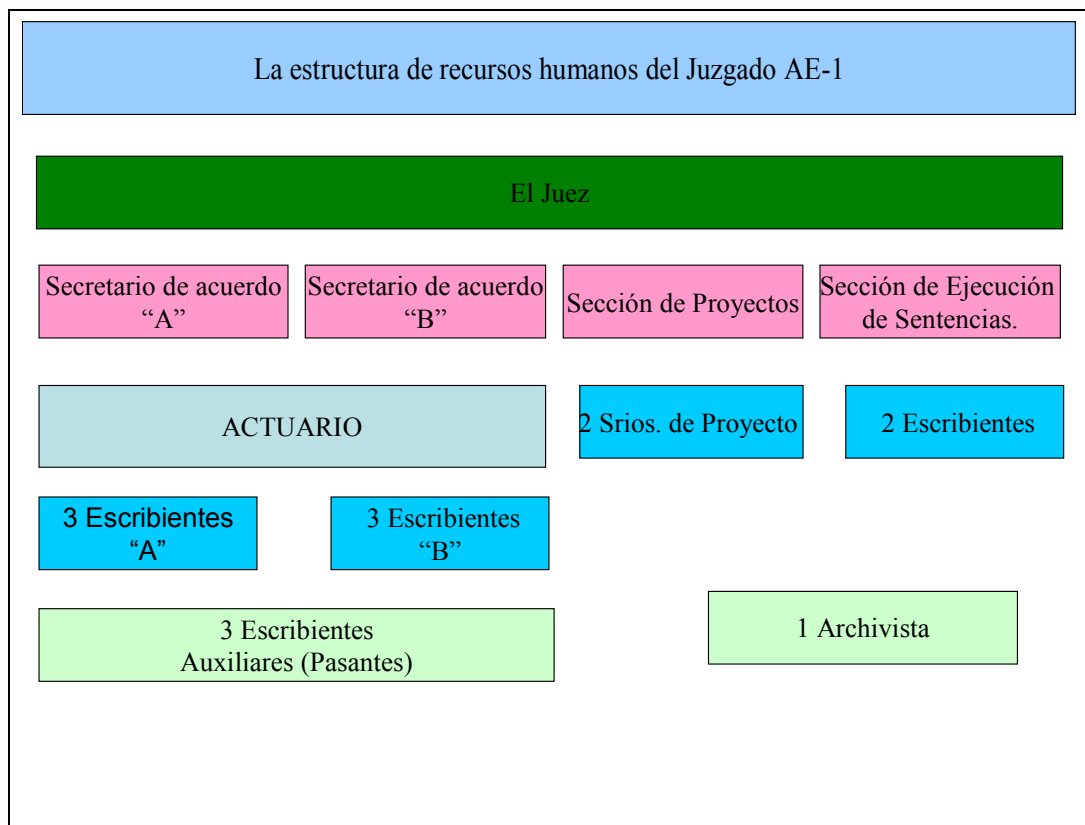 La estructura de recursos humanos del Juzgado AE-1
El Juez
Secretario de acuerdo
“A”
Secretario de acuerdo
“B”
Sección de Proyectos
Sección de Ejecución
de Sentencias.
ACTUARIO
2 Srios. de Proyecto
2 Escribientes
3 Escribientes
“A”
3 Escribientes
“B”
3 Escribientes
Auxiliares (Pasantes)
1 Archivista